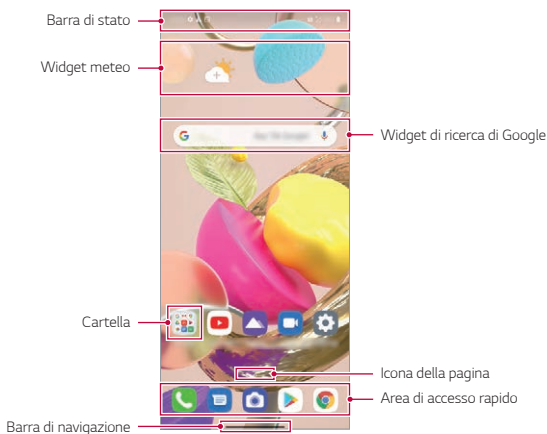 Barra di stato
Widget meteo
Widget di ricerca di Google
Cartella
Icona della pagina
Area di accesso rapido
Barra di navigazione